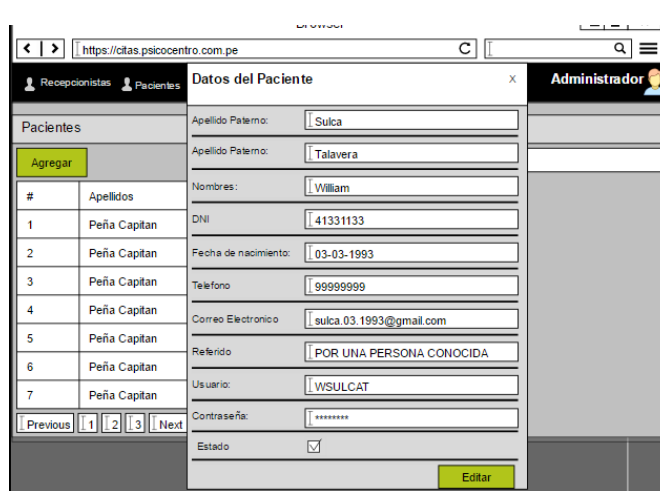 Browser
https://citas.psicocentro.com.pe
Recepcionistas Pacientes
Administrador
Pacientes
Agregar
# Apellidos
1 Peña Capitan
2 Peña Capitan
3 Peña Capitan
4 Peña Capitan
5 Peña Capitan
6 Peña Capitan
7 Peña Capitan
Previous 1 2 3 Next
Datos del Paciente x
Apellido Paterno: Sulca
Apellido Paterno: Talavera
Nombres: William
DNI 41331133
Fecha de nacimiento: 03-03-1993
Telefono 99999999
Correo Electronico sulca.03.1993@gmail.com
Referido POR UNA PERSONA CONOCIDA
Usuario: WSULCAT
Contraseña: ********
Estado
Editar